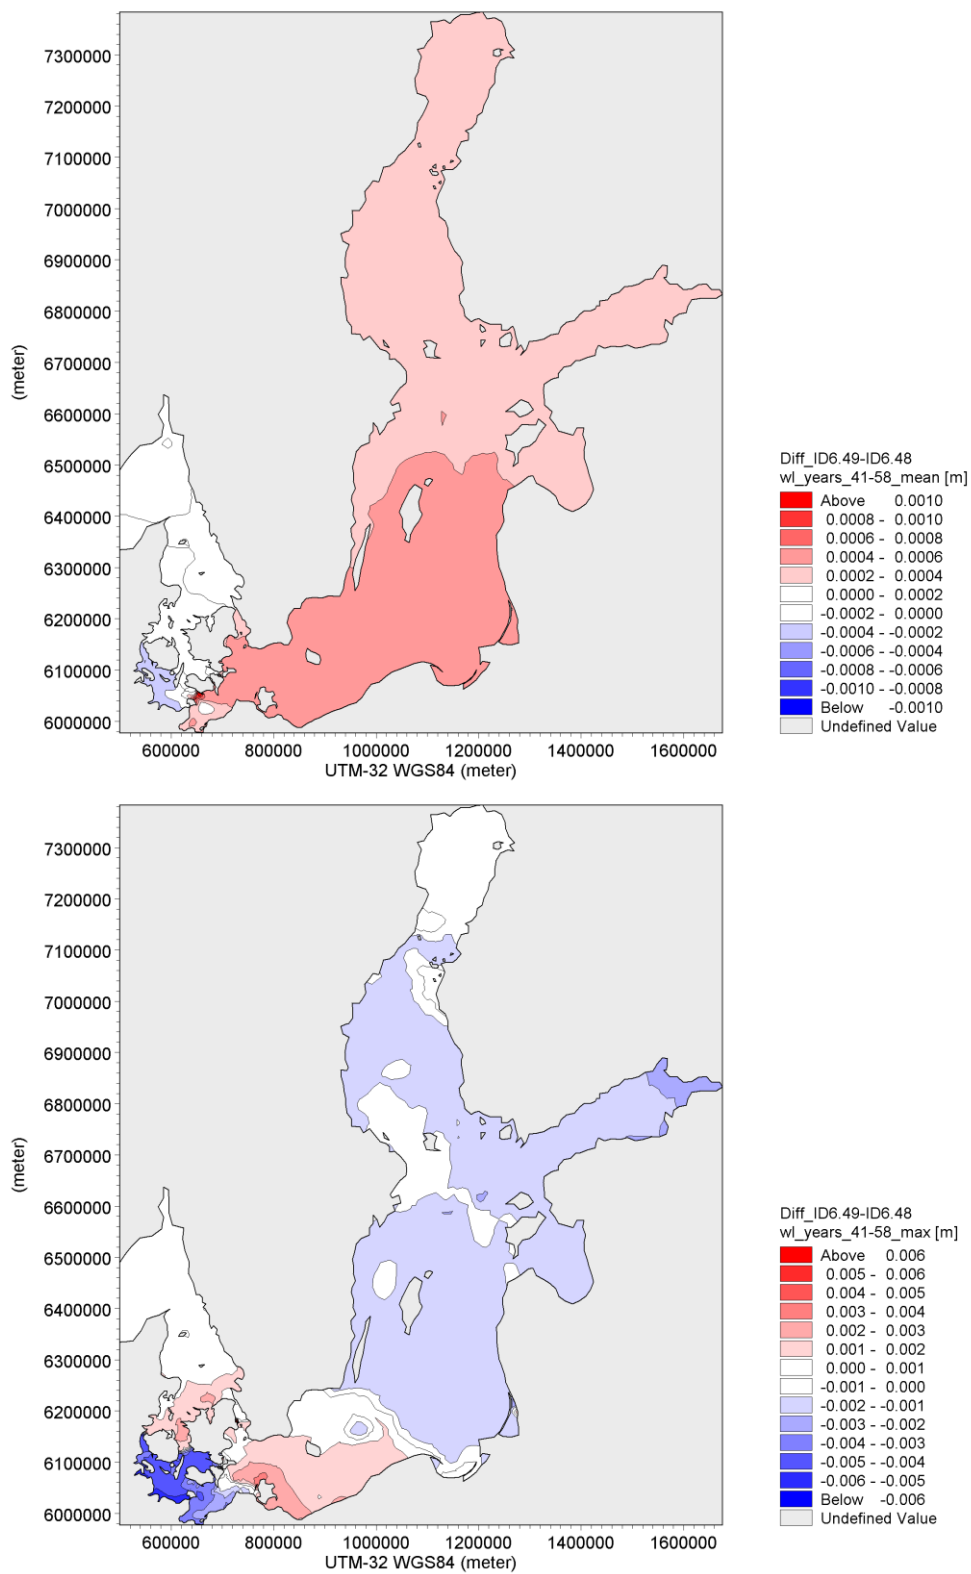 7300000
7200000
7100000
7000000
6900000
6800000
6700000
6600000
6500000
6400000
6300000
6200000
6100000
6000000
(meter)
600000 800000 1000000 1200000 1400000 1600000
UTM-32 WGS84 (meter)
Diff_ID6.49-ID6.48
wl_years_41-58_mean [m]
Above 0.0010
0.0008 - 0.0010
0.0006 - 0.0008
0.0004 - 0.0006
0.0002 - 0.0004
0.0000 - 0.0002
-0.0002 - 0.0000
-0.0004 - -0.0002
-0.0006 - -0.0004
-0.0008 - -0.0006
-0.0010 - -0.0008
Below -0.0010
Undefined Value
7300000
7200000
7100000
7000000
6900000
6800000
6700000
6600000
6500000
6400000
6300000
6200000
6100000
6000000
(meter)
600000 800000 1000000 1200000 1400000 1600000
UTM-32 WGS84 (meter)
Diff_ID6.49-ID6.48
wl_years_41-58_max [m]
Above 0.006
0.005 - 0.006
0.004 - 0.005
0.003 - 0.004
0.002 - 0.003
0.001 - 0.002
0.000 - 0.001
-0.001 - 0.000
-0.002 - -0.001
-0.003 - -0.002
-0.004 - -0.003
-0.005 - -0.004
-0.006 - -0.005
Below -0.006
Undefined Value